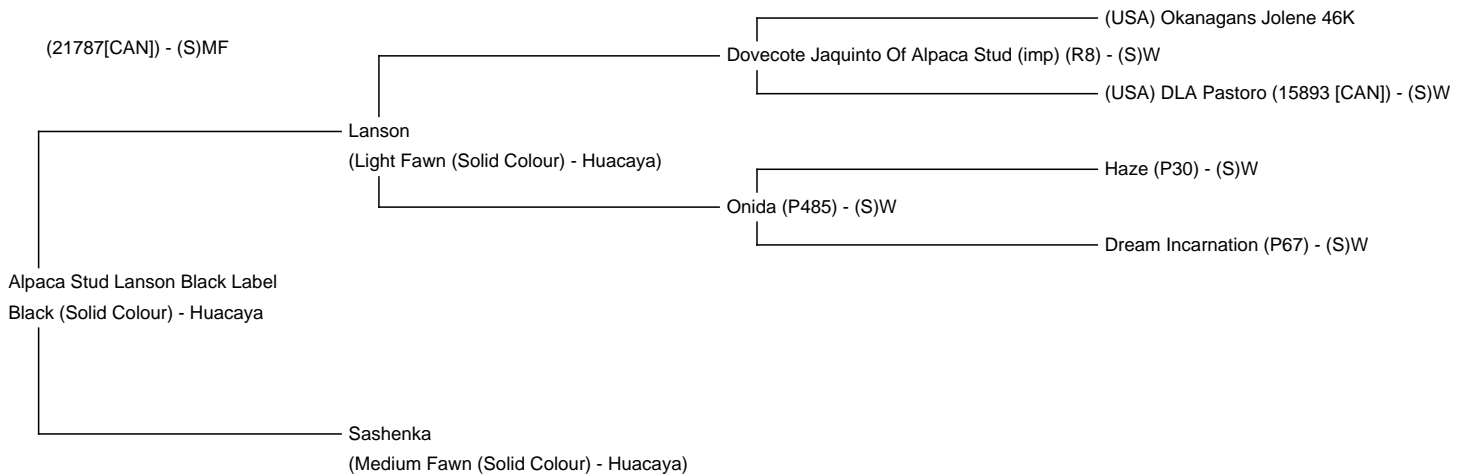 (USA) Okanagans Jolene 46K
(21787[CAN]) - (S)MF
Dovecote Jaquinto Of Alpaca Stud (imp) (R8) - (S)W
(USA) DLA Pastoro (15893 [CAN]) - (S)W
Lanson
(Light Fawn (Solid Colour) - Huacaya)
Haze (P30) - (S)W
Onida (P485) - (S)W
Dream Incarnation (P67) - (S)W
Alpaca Stud Lanson Black Label
Black (Solid Colour) - Huacaya
Sashenka
(Medium Fawn (Solid Colour) - Huacaya)